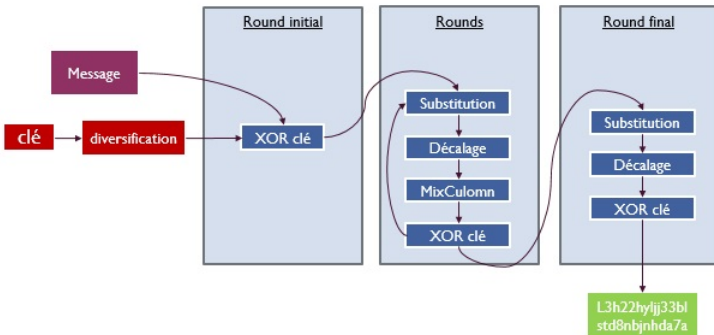 Round initial
Rounds
Round final
Message
clé
diversification
XOR clé
Substitution
Décalage
MixCulomn
XOR clé
Substitution
Décalage
XOR clé
L3h22hyljj33bl
std8nbjnhda7a